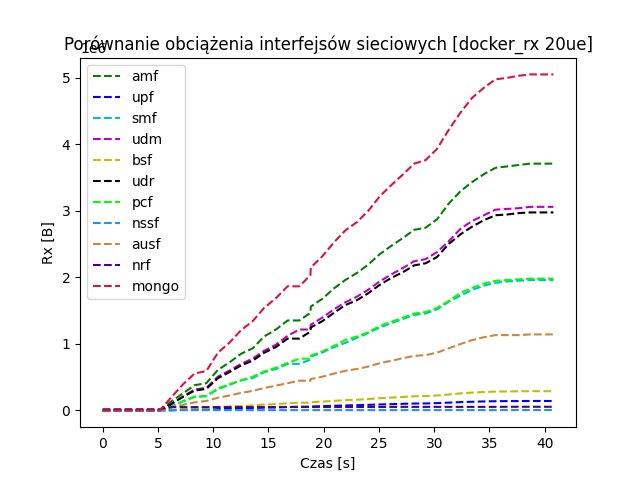 Porównanie obciążenia interfejsów sieciowych [docker_rx 20ue]
1e6
amf
upf
smf
udm
bsf
udr
pcf
nssf
ausf
nrf
mongo
5
4
3
2
1
0
Rx [B]
0 5 10 15 20 25 30 35 40
Czas [s]